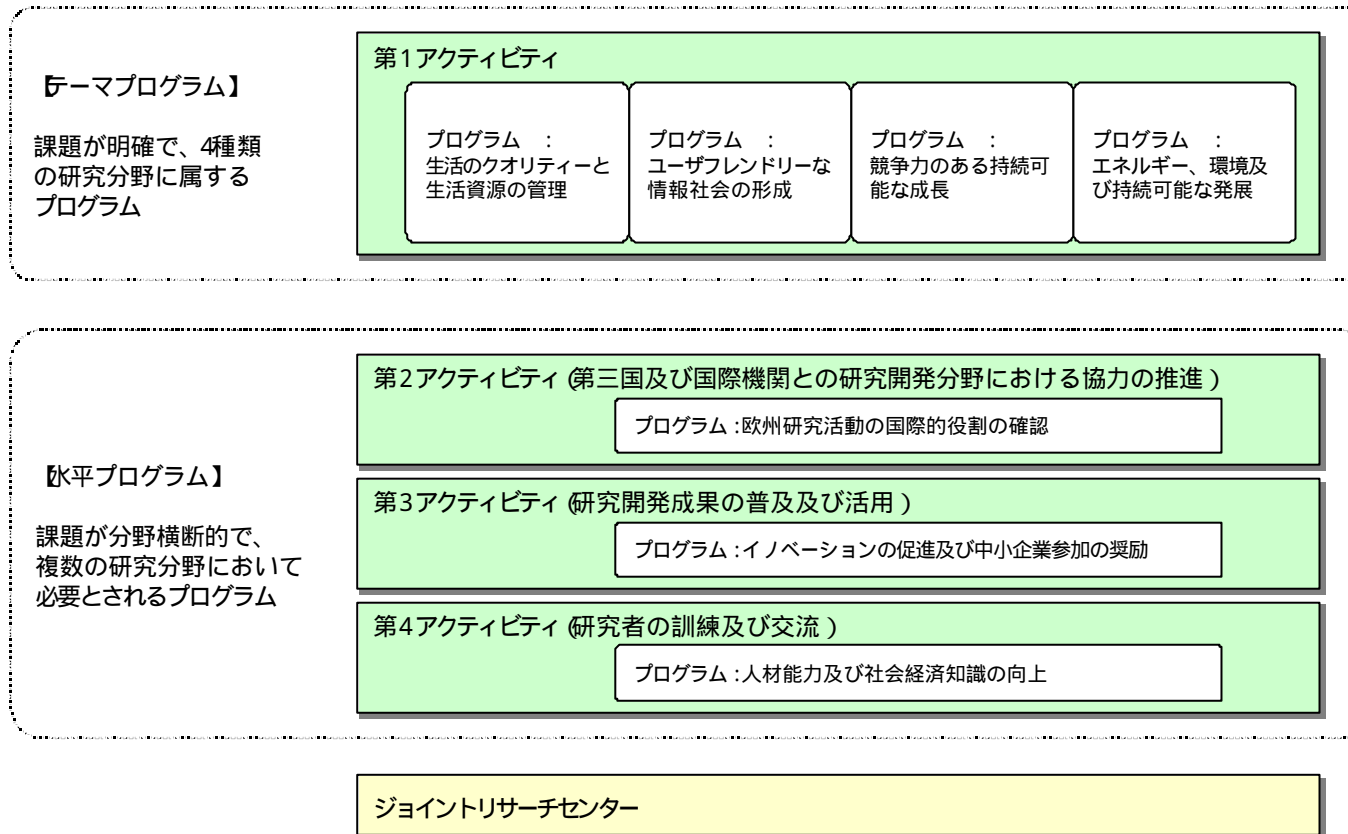 【テーマプログラム】
課題が明確で、4種類
の研究分野に属する
プログラム
第1アクティビティ
プログラム　：
生活のクオリティーと
生活資源の管理
プログラム　：
ユーザフレンドリーな
情報社会の形成
プログラム　：
競争力のある持続可
能な成長
プログラム　：
エネルギー、環境及
び持続可能な発展
【水平プログラム】
課題が分野横断的で、
複数の研究分野において
必要とされるプログラム
第2アクティビティ（第三国及び国際機関との研究開発分野における協力の推進）
プログラム：欧州研究活動の国際的役割の確認
第3アクティビティ（研究開発成果の普及及び活用）
プログラム：イノベーションの促進及び中小企業参加の奨励
第4アクティビティ（研究者の訓練及び交流）
プログラム：人材能力及び社会経済知識の向上
ジョイントリサーチセンター